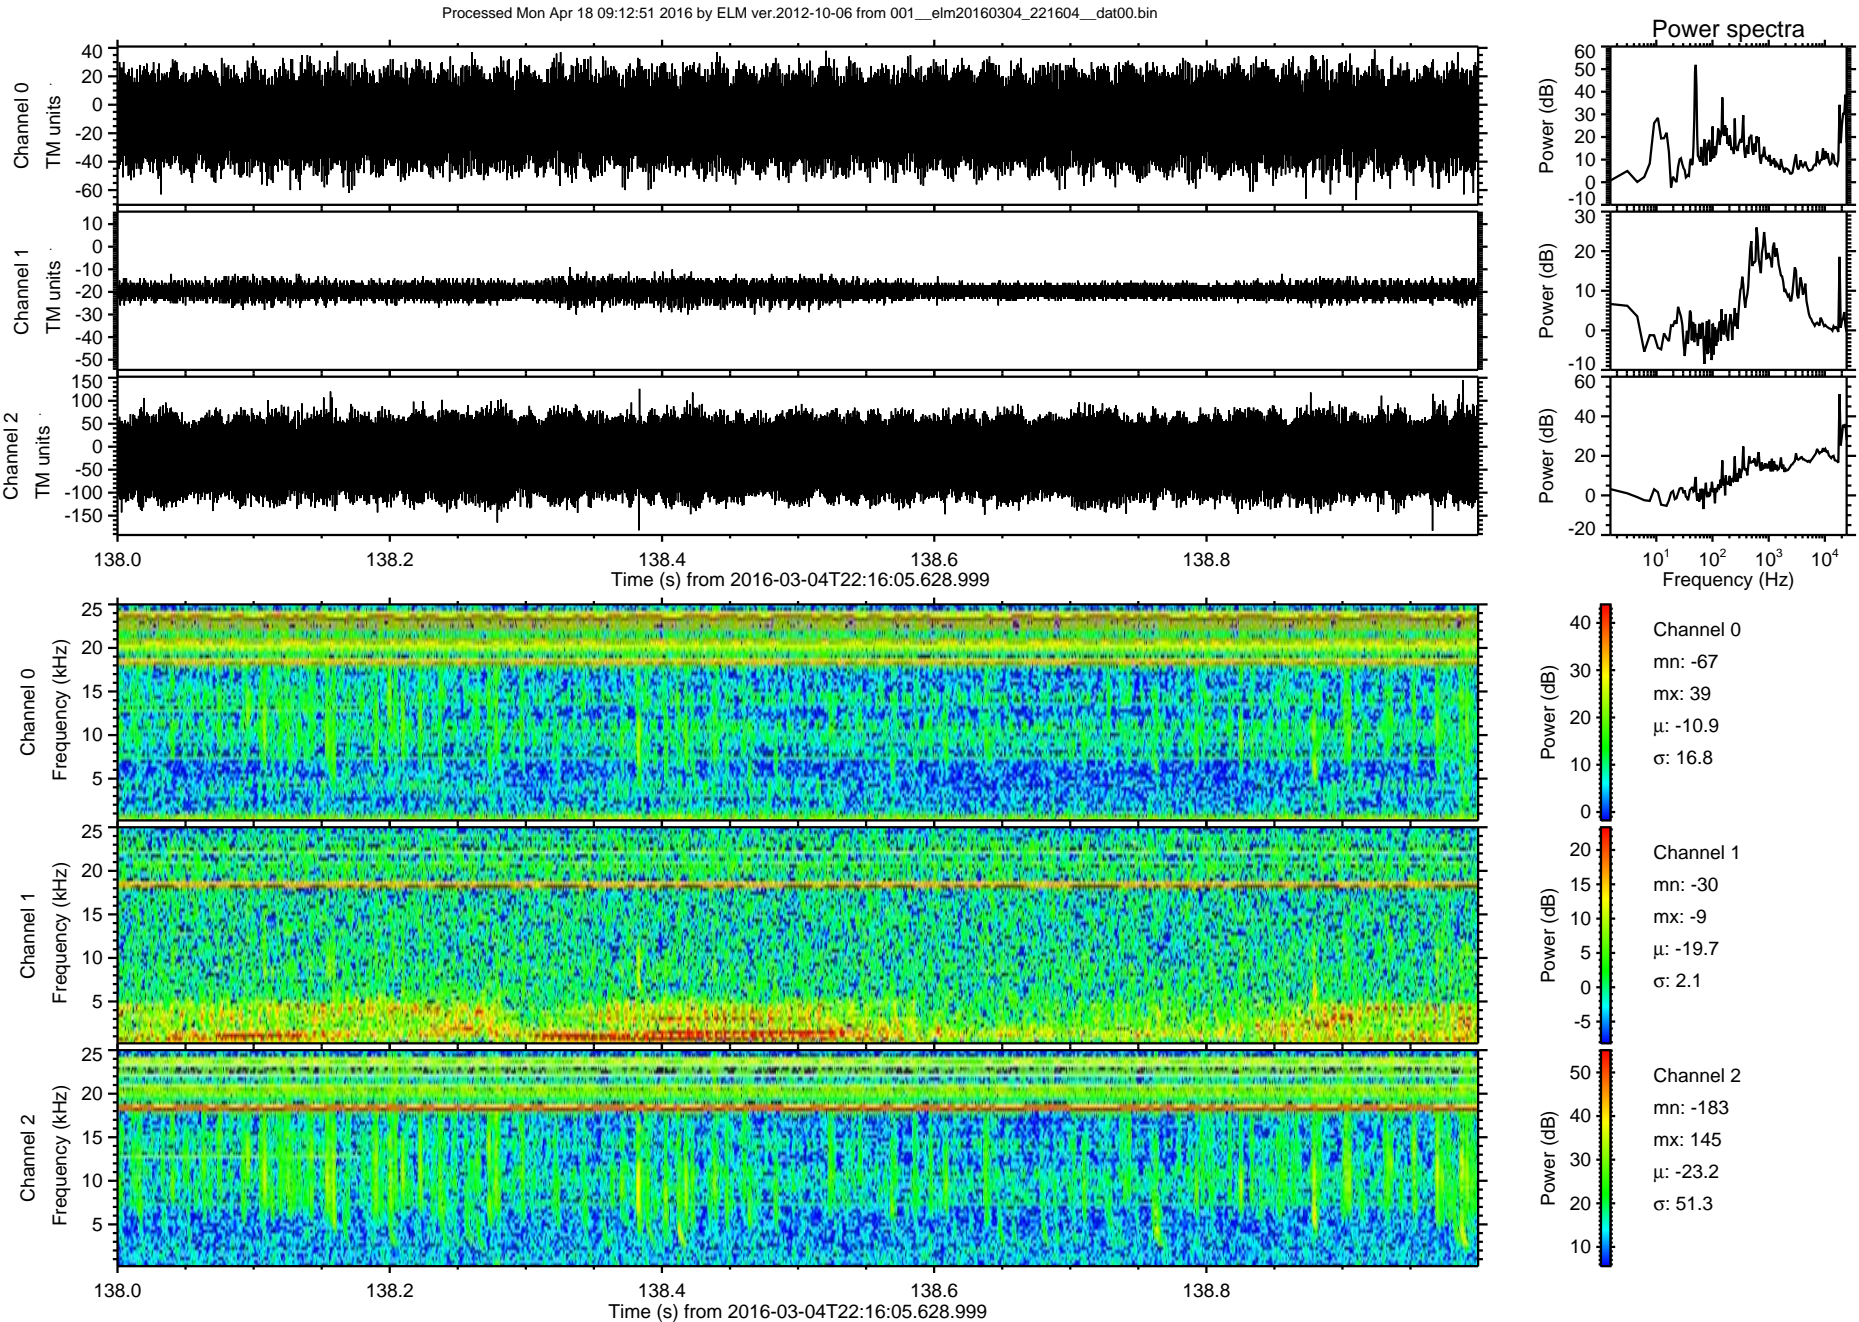 Processed Mon Apr 18 09:12:51 2016 by ELM ver.2012-10-06 from 001__elm20160304_221604__dat00.bin
Power spectra
Channel 0
TM units
40
20
0
-20
-40
-60
Power (dB)
60
50
40
30
20
10
0
-10
Channel 1
TM units
10
0
-10
-20
-30
-40
-50
Power (dB)
30
20
10
0
-10
Channel 2
TM units
150
100
50
0
-50
-100
-150
Power (dB)
60
40
20
0
-20
138.0 138.2 138.4 138.6 138.8
Time (s) from 2016-03-04T22:16:05.628.999
10¹ 10² 10³ 10⁴
Frequency (Hz)
Channel 0
Frequency (kHz)
25
20
15
10
5
Power (dB)
40
30
20
10
0
Channel 0
mn: -67
mx: 39
μ: -10.9
σ: 16.8
Channel 1
Frequency (kHz)
25
20
15
10
5
Power (dB)
20
15
10
5
0
-5
Channel 1
mn: -30
mx: -9
μ: -19.7
σ: 2.1
Channel 2
Frequency (kHz)
25
20
15
10
5
Power (dB)
50
40
30
20
10
Channel 2
mn: -183
mx: 145
μ: -23.2
σ: 51.3
138.0 138.2 138.4 138.6 138.8
Time (s) from 2016-03-04T22:16:05.628.999